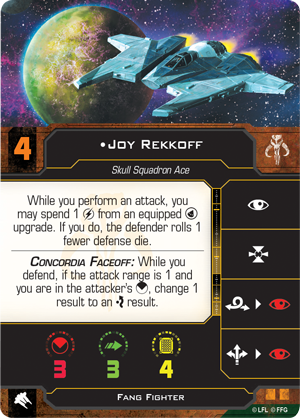 4
•Joy Rekkoff
Skull Squadron Ace
While you perform an attack, you
may spend 1 from an equipped
upgrade. If you do, the defender rolls 1
fewer defense die.
Concordia Faceoff: While you
defend, if the attack range is 1 and
you are in the attacker's , change 1
result to an result.
3 3 4
Fang Fighter
© LFL © FFG